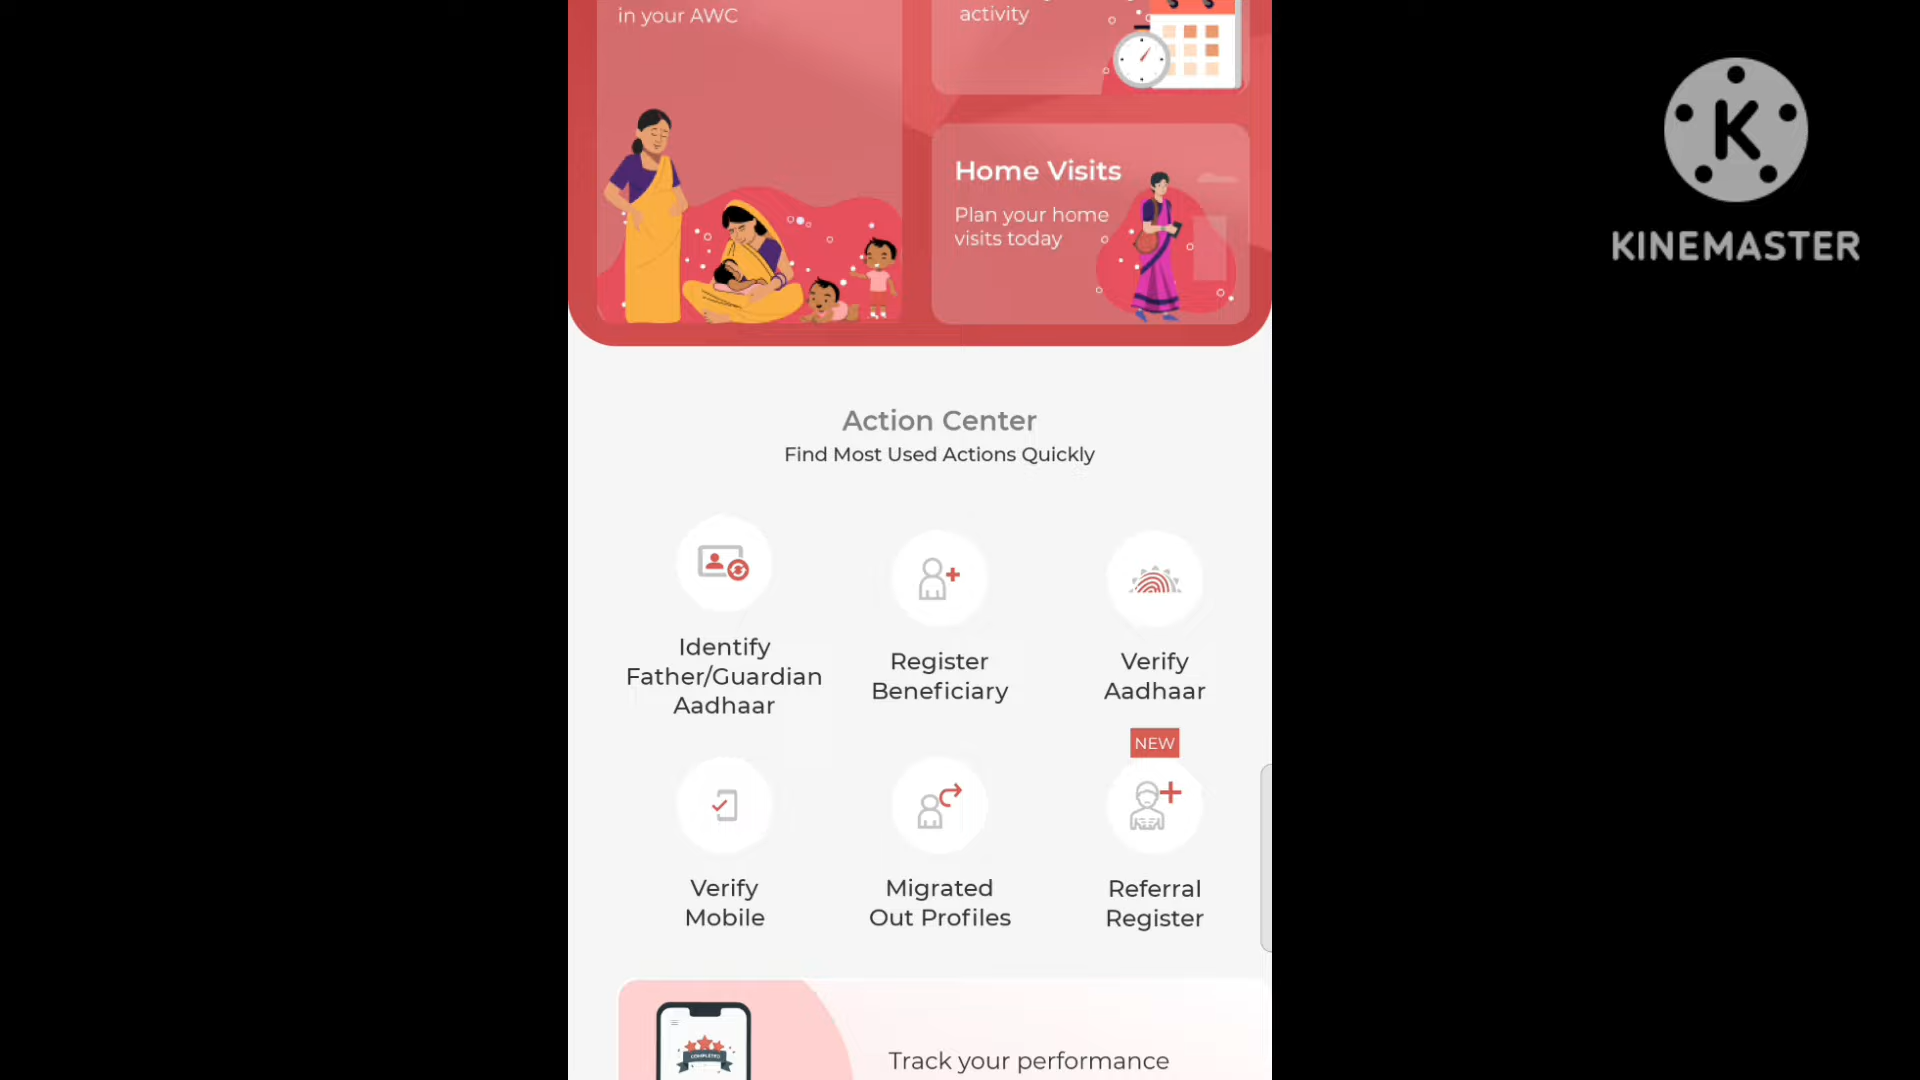 in your AWC
activity
Home Visits
Plan your home
visits today
KINEMASTER
Action Center
Find Most Used Actions Quickly
Identify
Father/Guardian
Aadhaar
Register
Beneficiary
Verify
Aadhaar
NEW
Verify
Mobile
Migrated
Out Profiles
Referral
Register
COMPLETED
Track your performance